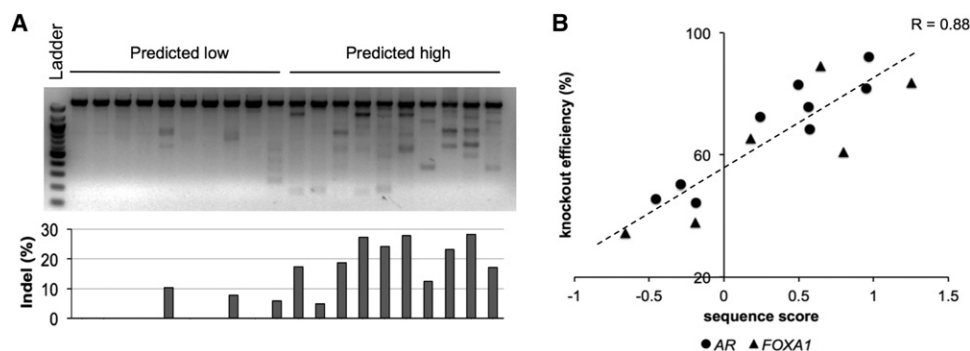 A
Ladder
Predicted low
Predicted high
30
20
10
0
Indel (%)
B
R = 0.88
100
60
20
knockout efficiency (%)
-1
-0.5
0
0.5
1
1.5
sequence score
AR
FOXA1